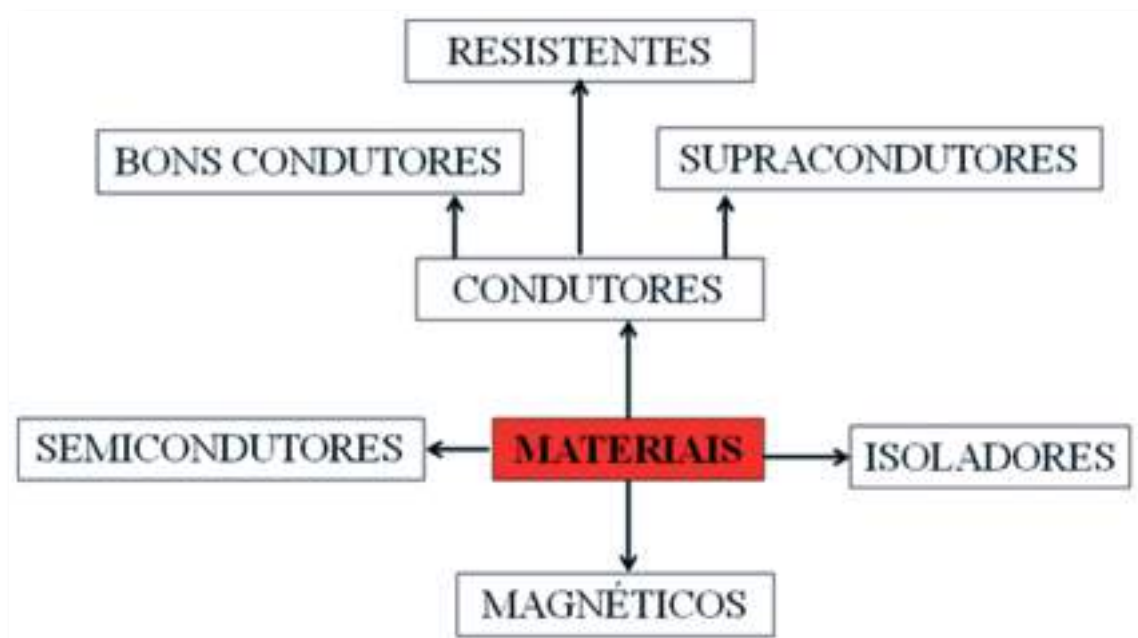 RESISTENTES
BONS CONDUTORES
SUPRACONDUTORES
CONDUTORES
SEMICONDUTORES
MATERIAIS
ISOLADORES
MAGNÉTICOS